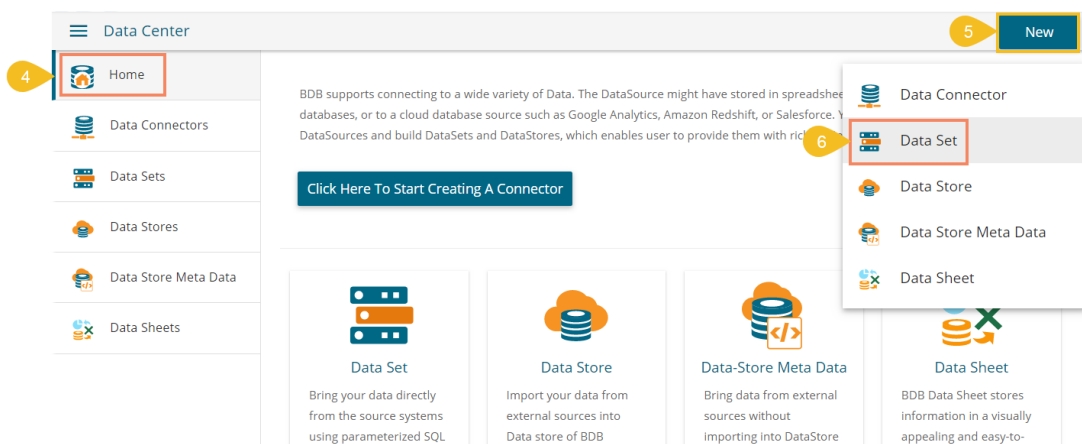 Data Center
5
New
4
Home
Data Connectors
Data Sets
Data Stores
Data Store Meta Data
Data Sheets
BDB supports connecting to a wide variety of Data. The DataSource might have stored in spreadshee
databases, or to a cloud database source such as Google Analytics, Amazon Redshift, or Salesforce.
DataSources and build DataSets and DataStores, which enables user to provide them with
Click Here To Start Creating A Connector
Data Connector
6
Data Set
Data Store
Data Store Meta Data
Data Sheet
Data Set
Bring your data directly
from the source systems
using parameterized SQL
Data Store
Import your data from
external sources into
Data store of BDB
Data-Store Meta Data
Bring data from external
sources without
importing into DataStore
Data Sheet
BDB Data Sheet stores
information in a visually
appealing and easy-to-